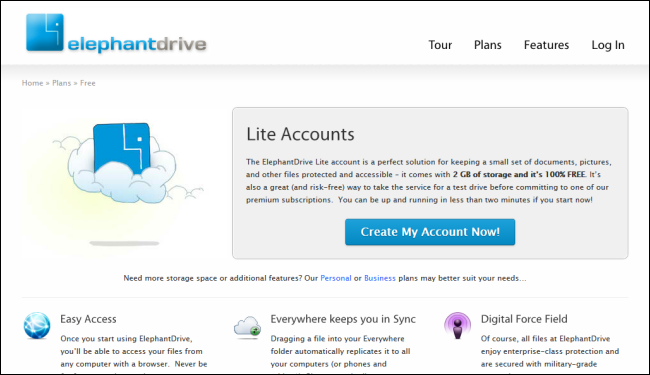 elephantdrive
Tour Plans Features Log In
Home » Plans » Free
Lite Accounts
The ElephantDrive Lite account is a perfect solution for keeping a small set of documents, pictures,
and other files protected and accessible – it comes with 2 GB of storage and it's 100% FREE. It's
also a great (and risk-free) way to take the service for a test drive before committing to one of our
premium subscriptions. You can be up and running in less than two minutes if you start now!
Create My Account Now!
Need more storage space or additional features? Our Personal or Business plans may better suit your needs...
Easy Access
Once you start using ElephantDrive,
you'll be able to access your files from
any computer with a browser. Never be
Everywhere keeps you in Sync
Dragging a file into your Everywhere
folder automatically replicates it to all
your computers (or phones and
Digital Force Field
Of course, all files at ElephantDrive
enjoy enterprise-class protection and
are secured with military-grade